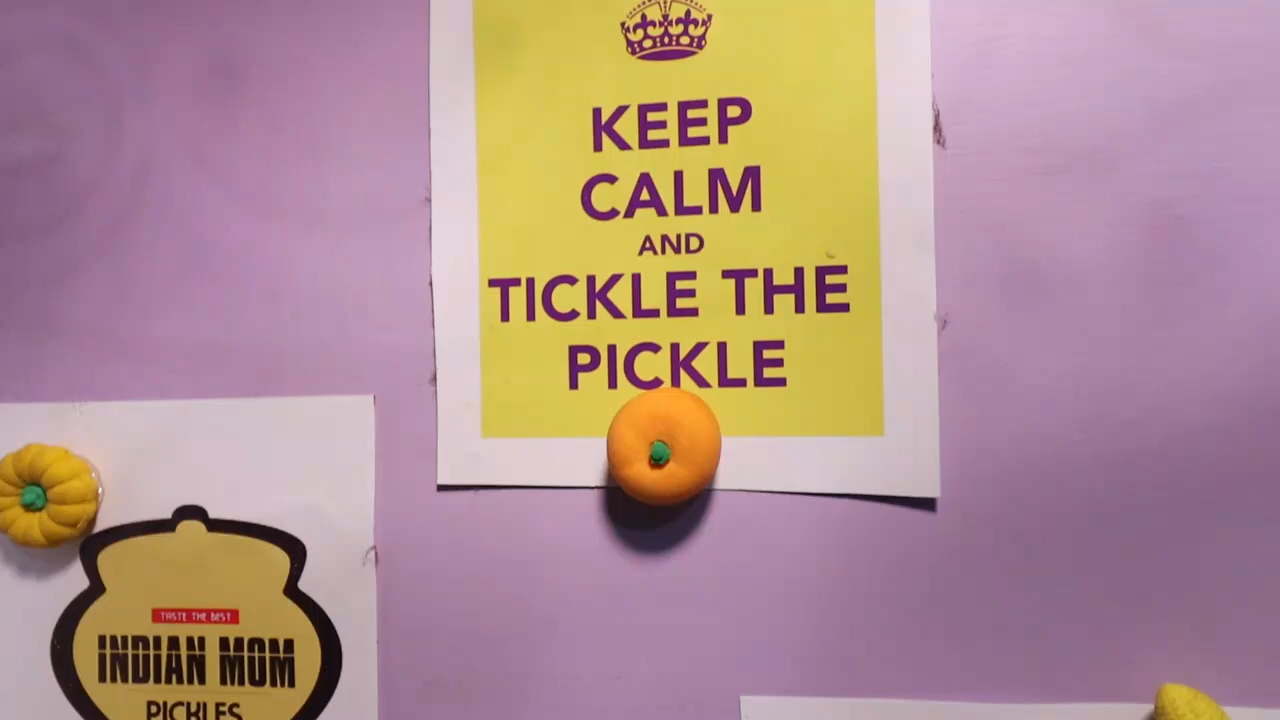 KEEP
CALM
AND
TICKLE THE
PICKLE
TASTE THE BEST
INDIAN MOM
PICKLES